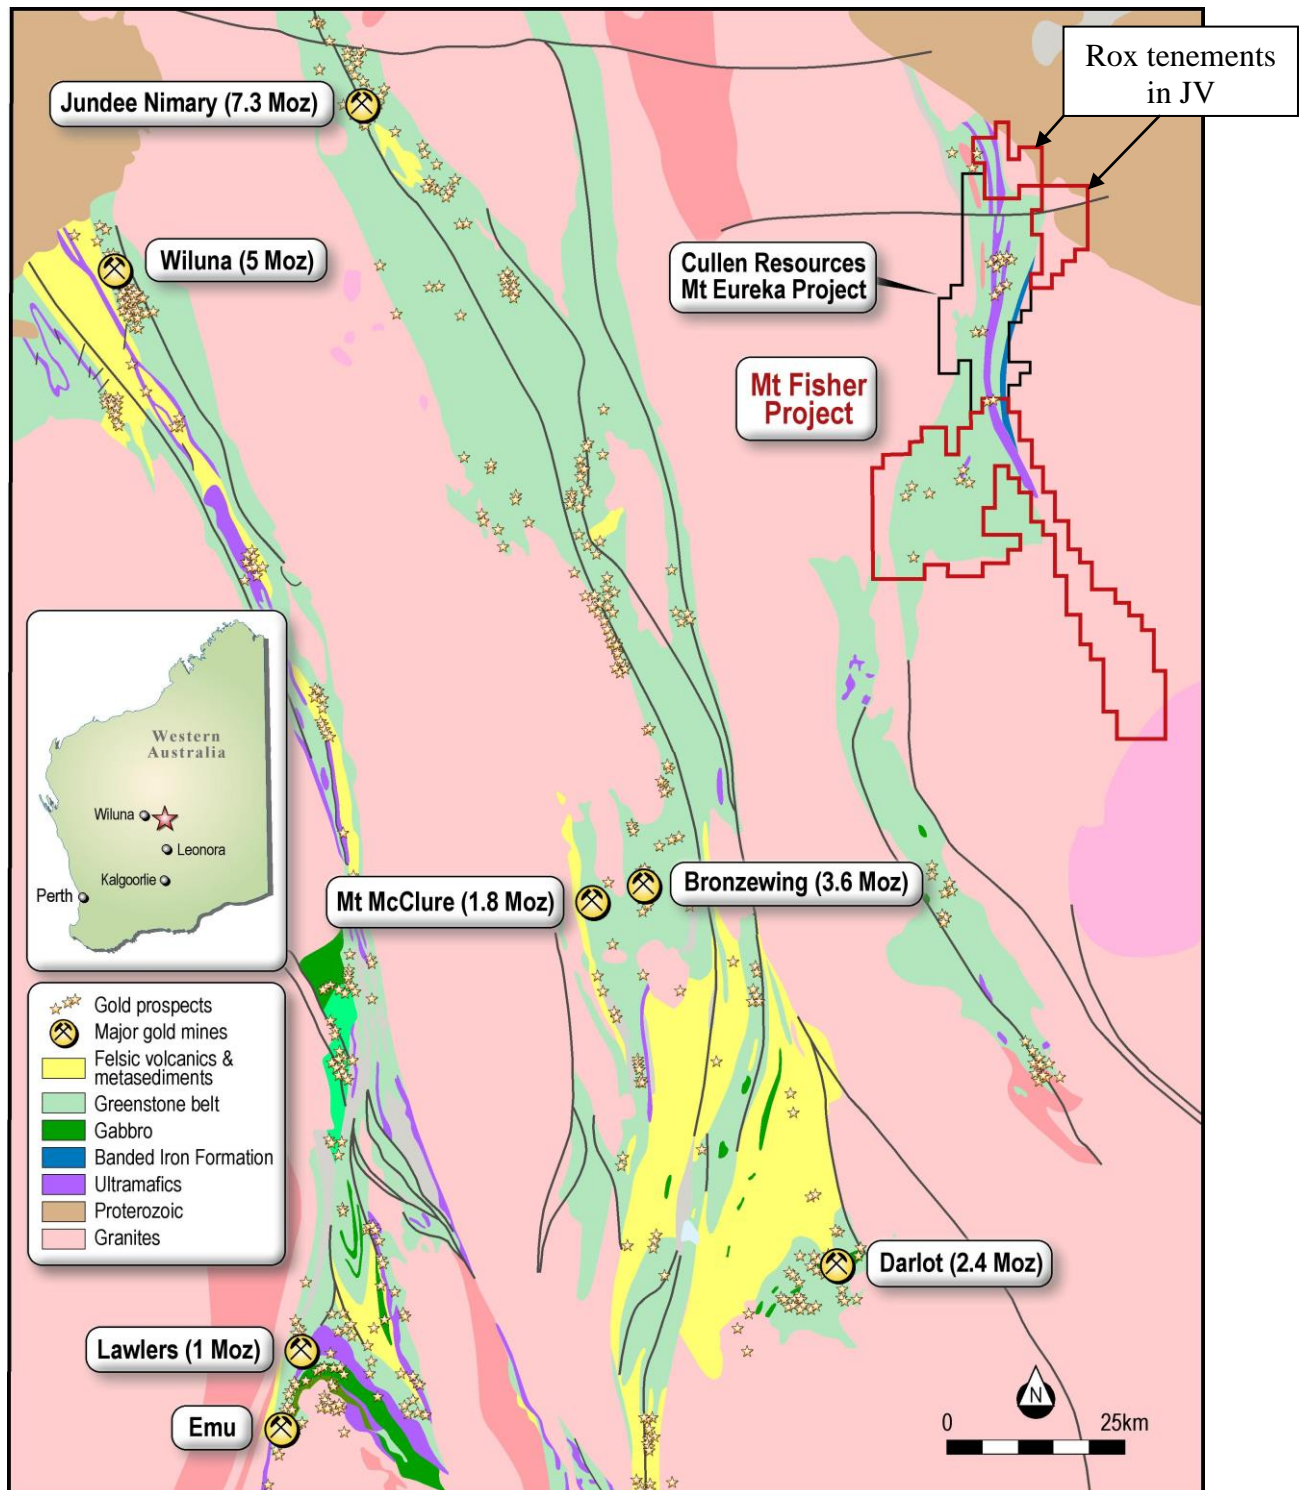 Rox tenements
in JV
Jundee Nimary (7.3 Moz)
Wiluna (5 Moz)
Cullen Resources
Mt Eureka Project
Mt Fisher
Project
Western
Australia
Wiluna
Leonora
Kalgoorlie
Perth
Mt McClure (1.8 Moz)
Bronzewing (3.6 Moz)
Gold prospects
Major gold mines
Felsic volcanics &
metasediments
Greenstone belt
Gabbro
Banded Iron Formation
Ultramafics
Proterozoic
Granites
Darlot (2.4 Moz)
Lawlers (1 Moz)
Emu
N
0 25km